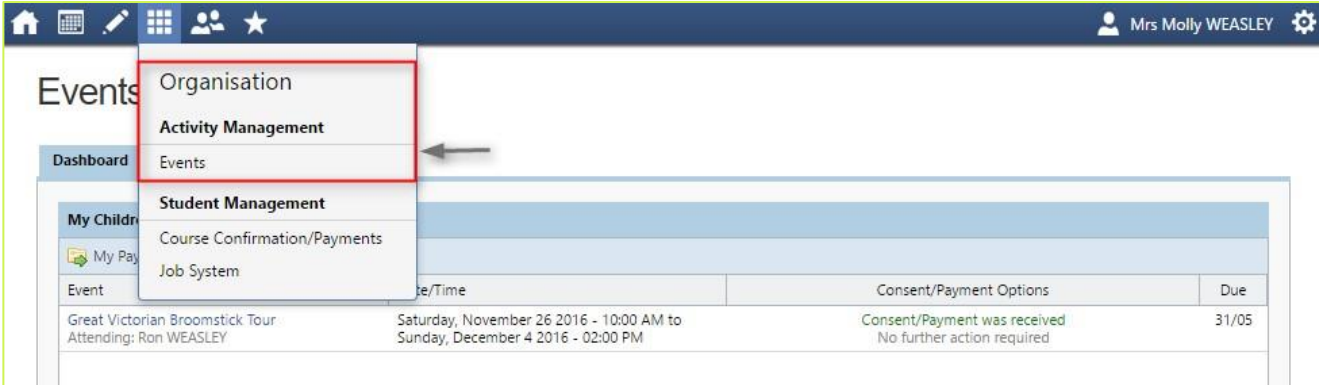 Mrs Molly WEASLEY
Events
Organisation
Activity Management
Events
Student Management
Course Confirmation/Payments
Job System
Dashboard
My Childr
My Pay
Event
te/Time
Consent/Payment Options
Due
Great Victorian Broomstick Tour
Attending: Ron WEASLEY
Saturday, November 26 2016 - 10:00 AM to
Sunday, December 4 2016 - 02:00 PM
Consent/Payment was received
No further action required
31/05